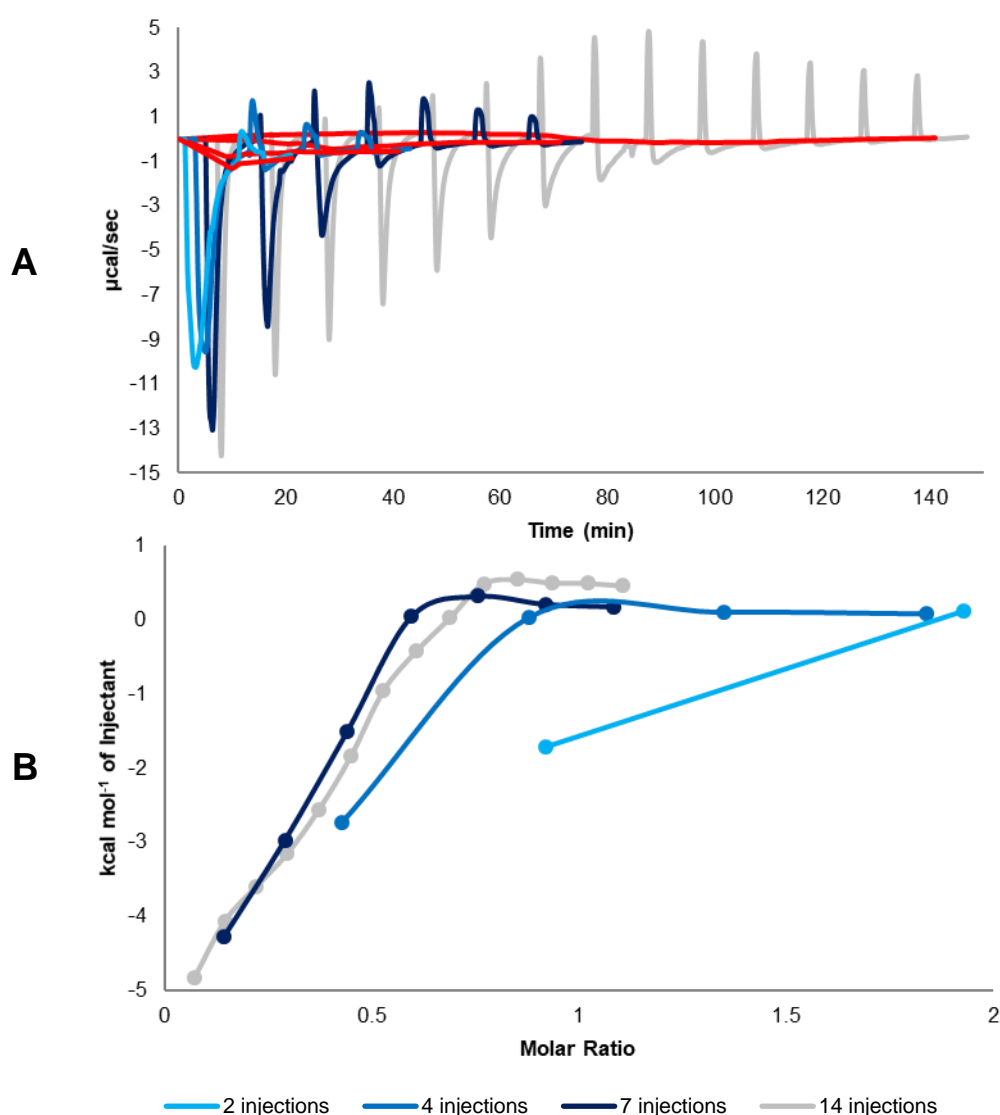 A
µcal/sec
5
3
1
-1
-3
-5
-7
-9
-11
-13
-15
0 20 40 60 80 100 120 140
Time (min)
B
kcal mol⁻¹ of Injectant
1
0
-1
-2
-3
-4
-5
0 0.5 1 1.5 2
Molar Ratio
2 injections 4 injections 7 injections 14 injections